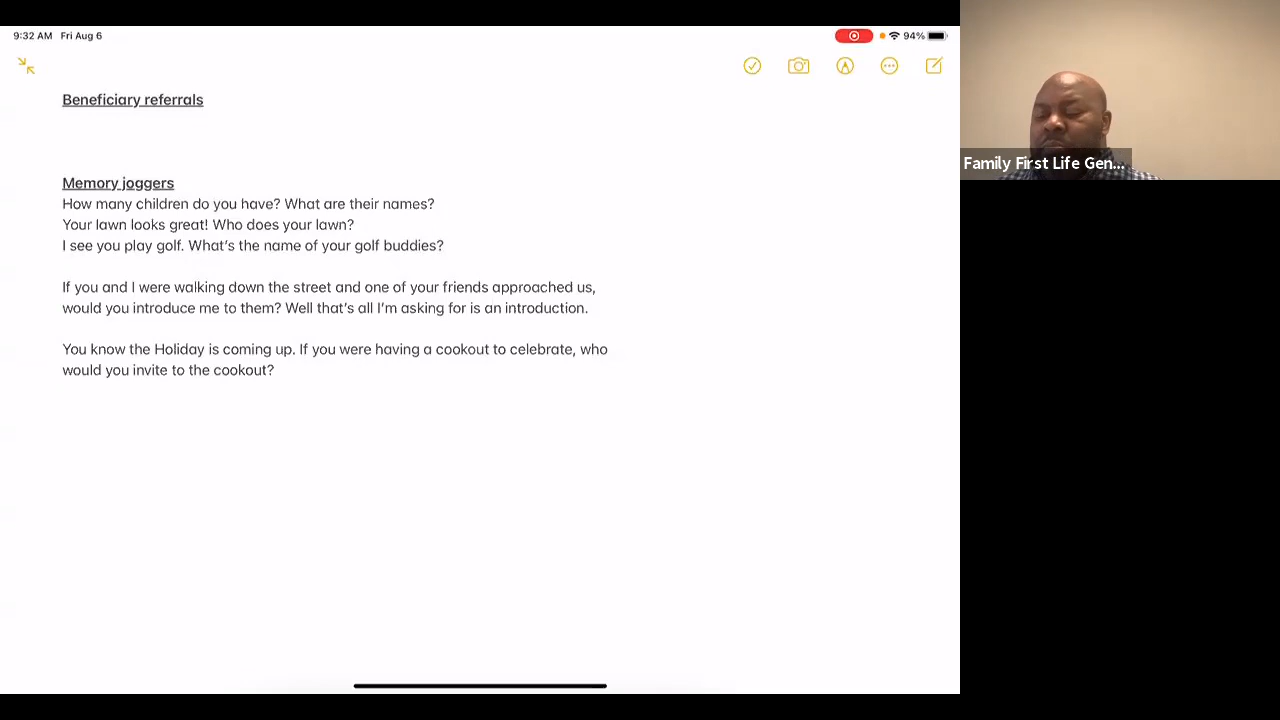 9:32 AM Fri Aug 6
94%
Beneficiary referrals
Memory joggers
How many children do you have? What are their names?
Your lawn looks great! Who does your lawn?
I see you play golf. What's the name of your golf buddies?
If you and I were walking down the street and one of your friends approached us,
would you introduce me to them? Well that's all I'm asking for is an introduction.
You know the Holiday is coming up. If you were having a cookout to celebrate, who
would you invite to the cookout?
Family First Life Gen...